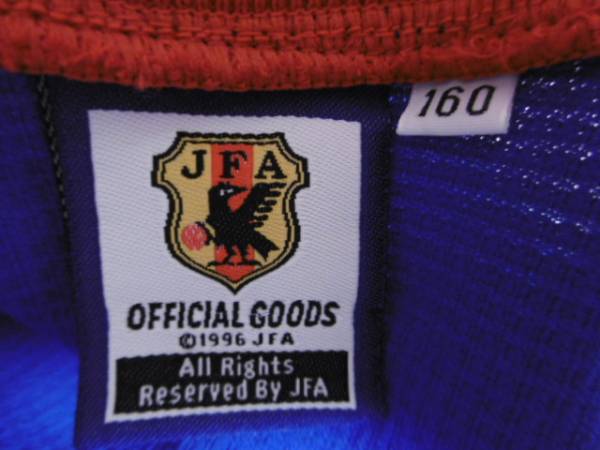 160
JFA
OFFICIAL GOODS
©1996 JFA
All Rights
Reserved By JFA